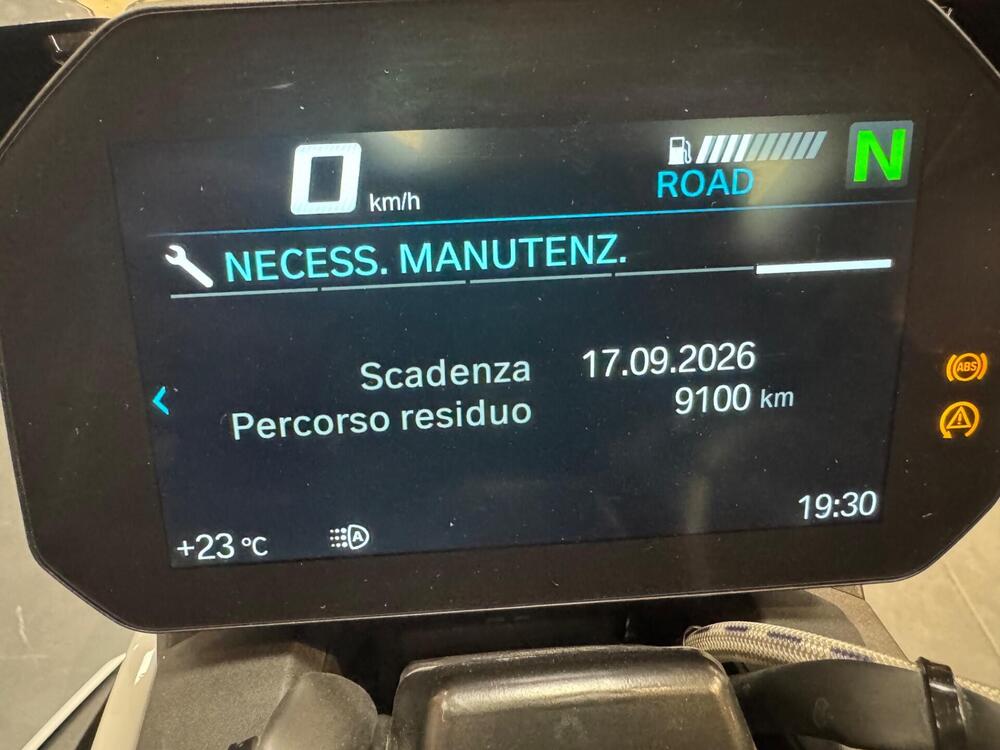 0 km/h
ROAD
N
NECESS. MANUTENZ.
Scadenza 17.09.2026
Percorso residuo 9100 km
ABS
19:30
+23 °C
A